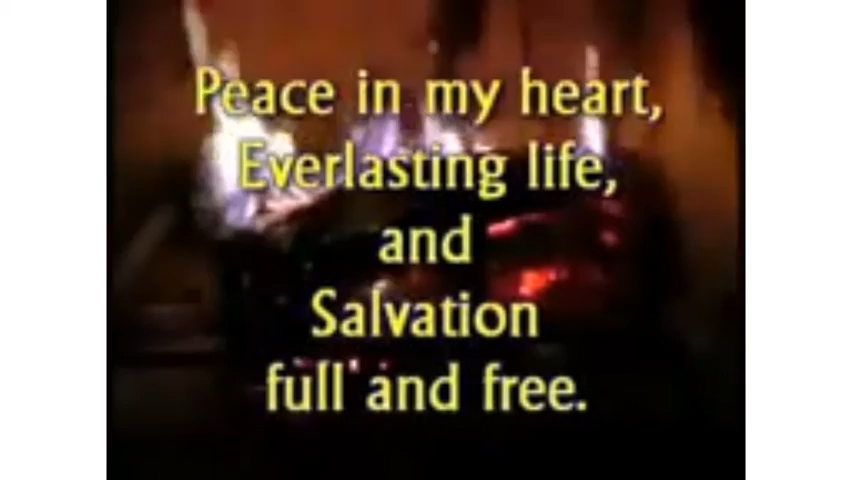 Peace in my heart,
Everlasting life,
and
Salvation
full and free.